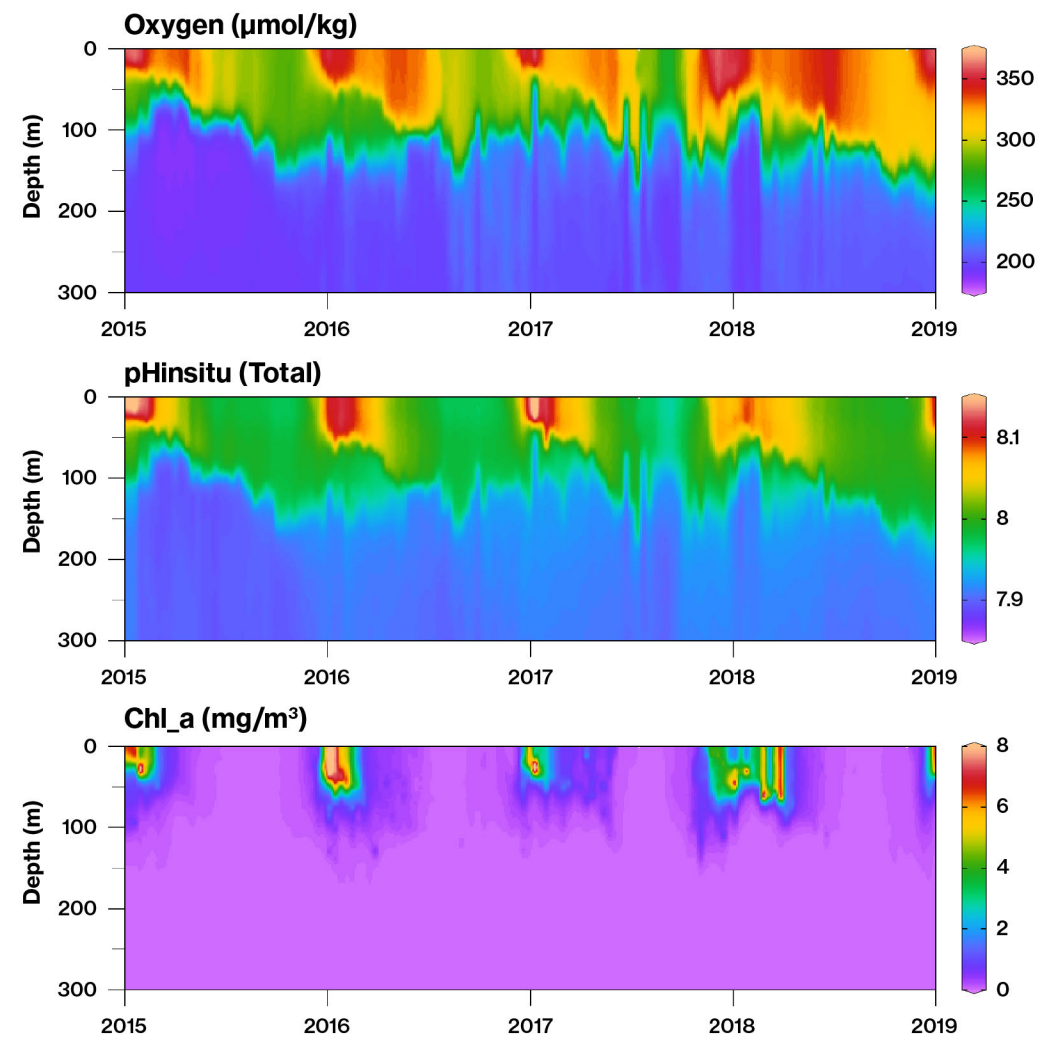 Oxygen (µmol/kg)
0
100
200
300
Depth (m)
2015 2016 2017 2018 2019
350
300
250
200
pHinsitu (Total)
0
100
200
300
Depth (m)
2015 2016 2017 2018 2019
8.1
8
7.9
Chl_a (mg/m³)
0
100
200
300
Depth (m)
2015 2016 2017 2018 2019
8
6
4
2
0